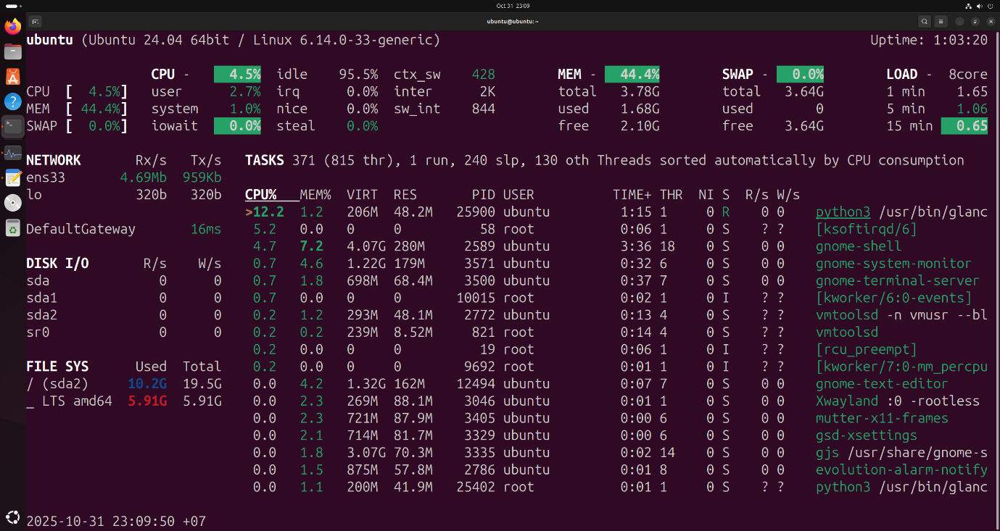 Oct 31 23:09
ubuntu@ubuntu: ~
ubuntu (Ubuntu 24.04 64bit / Linux 6.14.0-33-generic) Uptime: 1:03:20
CPU - 4.5% idle 95.5% ctx_sw 428 MEM - 44.4% SWAP - 0.0% LOAD - 8core
CPU [ 4.5%] user 2.7% irq 0.0% inter 2K total 3.78G total 3.64G 1 min 1.65
MEM [ 44.4%] system 1.0% nice 0.0% sw_int 844 used 1.68G used 0 5 min 1.06
SWAP [ 0.0%] iowait 0.0% steal 0.0% free 2.10G free 3.64G 15 min 0.65
NETWORK Rx/s Tx/s TASKS 371 (815 thr), 1 run, 240 slp, 130 oth Threads sorted automatically by CPU consumption
ens33 4.69Mb 959Kb
lo 320b 320b CPU% MEM% VIRT RES PID USER TIME+ THR NI S R/s W/s
>12.2 1.2 206M 48.2M 25900 ubuntu 1:15 1 0 R 0 0 python3 /usr/bin/glanc
DefaultGateway 16ms 5.2 0.0 0 0 58 root 0:06 1 0 S ? ? [ksoftirqd/6]
4.7 7.2 4.07G 280M 2589 ubuntu 3:36 18 0 S 0 0 gnome-shell
DISK I/O R/s W/s 0.7 4.6 1.22G 179M 3571 ubuntu 0:32 6 0 S 0 0 gnome-system-monitor
sda 0 0 0.7 1.8 698M 68.4M 3500 ubuntu 0:37 7 0 S 0 0 gnome-terminal-server
sda1 0 0 0.7 0.0 0 0 10015 root 0:02 1 0 I ? ? [kworker/6:0-events]
sda2 0 0 0.2 1.2 293M 48.1M 2772 ubuntu 0:13 4 0 S ? ? vmtoolsd -n vmusr --bl
sr0 0 0 0.2 0.2 239M 8.52M 821 root 0:14 4 0 S ? ? vmtoolsd
0.2 0.0 0 0 19 root 0:06 1 0 I ? ? [rcu_preempt]
FILE SYS Used Total 0.2 0.0 0 0 9692 root 0:01 1 0 I ? ? [kworker/7:0-mm_percpu
/ (sda2) 10.2G 19.5G 0.0 4.2 1.32G 162M 12494 ubuntu 0:07 7 0 S 0 0 gnome-text-editor
_ LTS amd64 5.91G 5.91G 0.0 2.3 269M 88.1M 3046 ubuntu 0:01 1 0 S 0 0 Xwayland :0 -rootless
0.0 2.3 721M 87.9M 3405 ubuntu 0:00 6 0 S 0 0 mutter-x11-frames
0.0 2.1 714M 81.7M 3329 ubuntu 0:00 6 0 S 0 0 gsd-xsettings
0.0 1.8 3.07G 70.3M 3335 ubuntu 0:02 14 0 S 0 0 gjs /usr/share/gnome-s
0.0 1.5 875M 57.8M 2786 ubuntu 0:01 8 0 S 0 0 evolution-alarm-notify
0.0 1.1 200M 41.9M 25402 root 0:01 1 0 S ? ? python3 /usr/bin/glanc
2025-10-31 23:09:50 +07